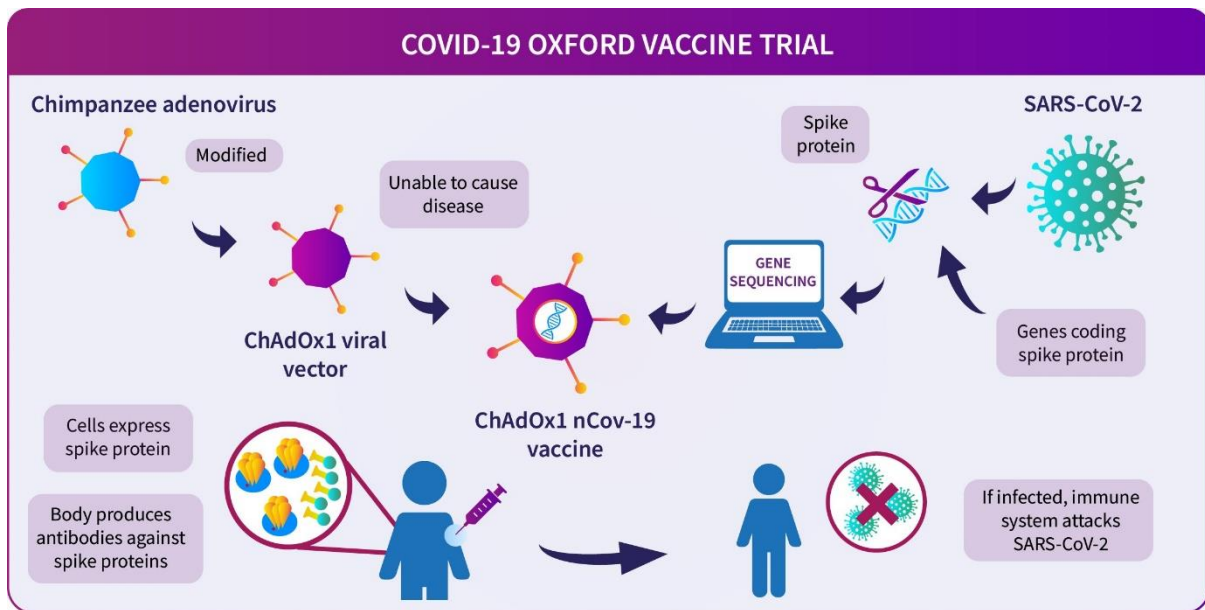 COVID-19 OXFORD VACCINE TRIAL
Chimpanzee adenovirus
Modified
Unable to cause
disease
ChAdOx1 viral
vector
ChAdOx1 nCov-19
vaccine
GENE
SEQUENCING
Spike
protein
SARS-CoV-2
Genes coding
spike protein
Cells express
spike protein
Body produces
antibodies against
spike proteins
If infected, immune
system attacks
SARS-CoV-2